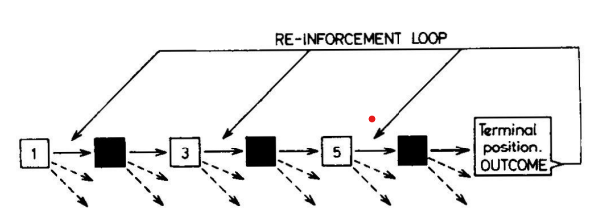 RE-INFORCEMENT LOOP
1
3
5
Terminal
position.
OUTCOME